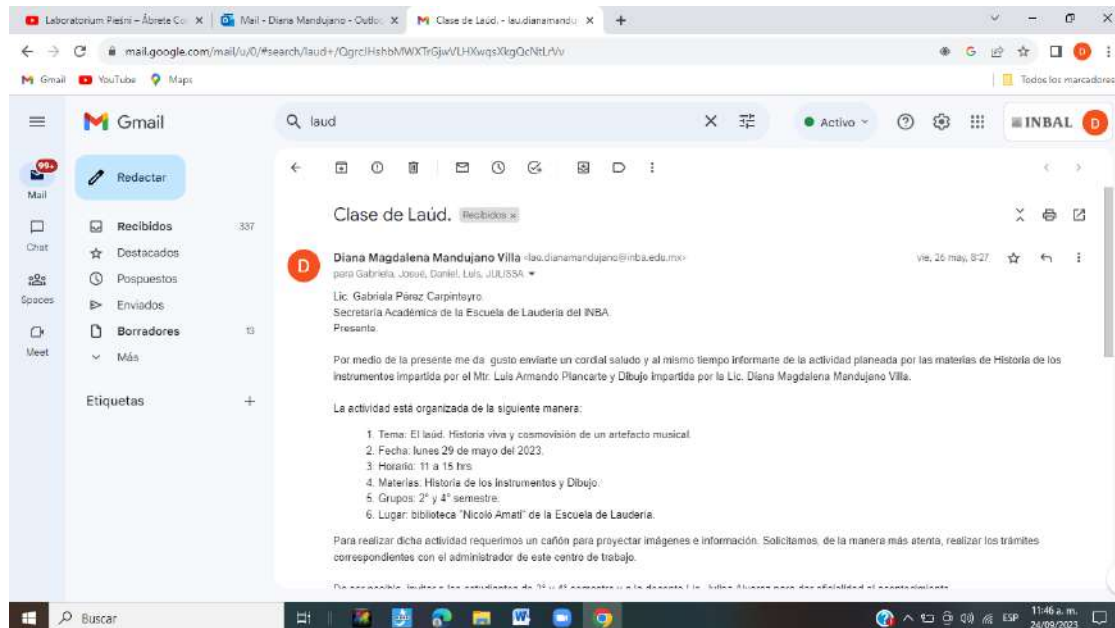 Laboratorium Pieśni – Ábrete Co
Mail - Diana Mandujano - Outloo
Clase de Laúd. - lau.dianamandu
mail.google.com/mail/u/0/#search/laud+/
Gmail YouTube Maps Todos los marcadores
Gmail
laud
Activo
INBAL
D
99+
Mail
Chat
Spaces
Meet
Redactar
Recibidos 337
Destacados
Pospuestos
Enviados
Borradores 13
Más
Etiquetas +
Clase de Laúd. Recibidos x
D
Diana Magdalena Mandujano Villa <lau.dianamandujano@inba.edu.mx> vie, 26 may, 8:27
para Gabriela, Josué, Daniel, Luis, JULISSA
Lic. Gabriela Pérez Carpinteyro.
Secretaria Académica de la Escuela de Laudería del INBA.
Presente.
Por medio de la presente me da gusto enviarte un cordial saludo y al mismo tiempo informarte de la actividad planeada por las materias de Historia de los
instrumentos impartida por el Mtr. Luis Armando Plancarte y Dibujo impartida por la Lic. Diana Magdalena Mandujano Villa.
La actividad está organizada de la siguiente manera:
1. Tema: El laúd. Historia viva y cosmovisión de un artefacto musical.
2. Fecha: lunes 29 de mayo del 2023.
3. Horario: 11 a 15 hrs.
4. Materias: Historia de los instrumentos y Dibujo.
5. Grupos: 2° y 4° semestre.
6. Lugar: biblioteca "Nicoló Amati" de la Escuela de Laudería.
Para realizar dicha actividad requerimos un cañón para proyectar imágenes e información. Solicitamos, de la manera más atenta, realizar los trámites
correspondientes con el administrador de este centro de trabajo.
Buscar
ESP
11:46 a. m.
24/09/2023